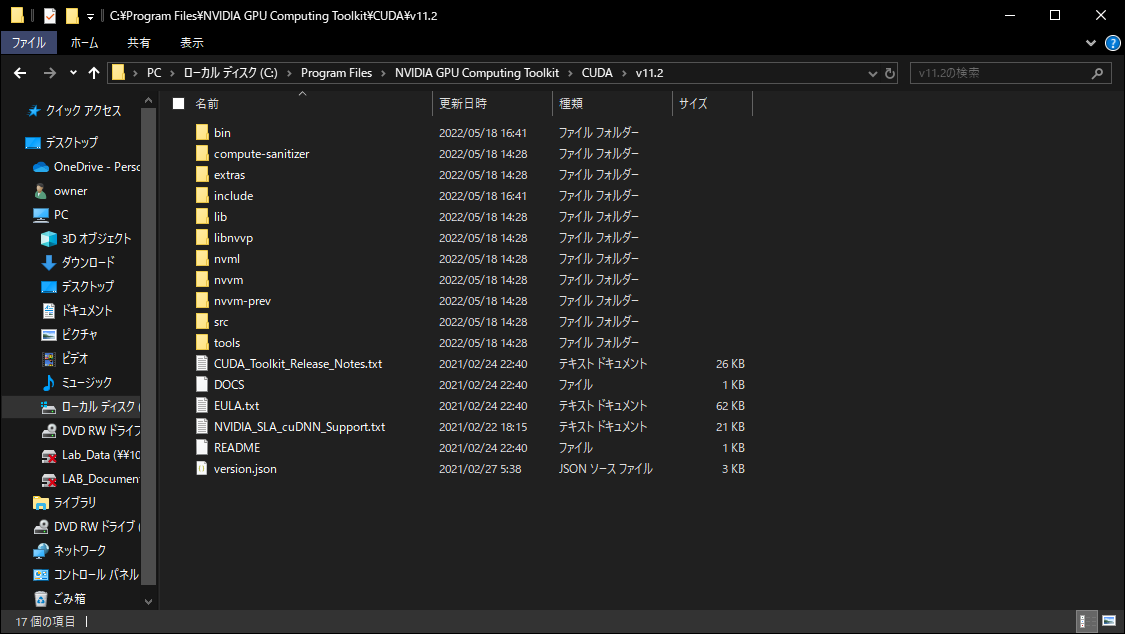 C:¥Program Files¥NVIDIA GPU Computing Toolkit¥CUDA¥v11.2
ファイル ホーム 共有 表示
PC ローカル ディスク (C:) Program Files NVIDIA GPU Computing Toolkit CUDA v11.2 v11.2の検索
クイック アクセス
デスクトップ
OneDrive - Perso
owner
PC
3D オブジェクト
ダウンロード
デスクトップ
ドキュメント
ピクチャ
ビデオ
ミュージック
ローカル ディスク (
DVD RW ドライブ
Lab_Data (¥¥10
LAB_Document
ライブラリ
DVD RW ドライブ (
ネットワーク
コントロール パネル
ごみ箱
名前 更新日時 種類 サイズ
bin 2022/05/18 16:41 ファイル フォルダー
compute-sanitizer 2022/05/18 14:28 ファイル フォルダー
extras 2022/05/18 14:28 ファイル フォルダー
include 2022/05/18 16:41 ファイル フォルダー
lib 2022/05/18 14:28 ファイル フォルダー
libnvvp 2022/05/18 14:28 ファイル フォルダー
nvml 2022/05/18 14:28 ファイル フォルダー
nvvm 2022/05/18 14:28 ファイル フォルダー
nvvm-prev 2022/05/18 14:28 ファイル フォルダー
src 2022/05/18 14:28 ファイル フォルダー
tools 2022/05/18 14:28 ファイル フォルダー
CUDA_Toolkit_Release_Notes.txt 2021/02/24 22:40 テキスト ドキュメント 26 KB
DOCS 2021/02/24 22:40 ファイル 1 KB
EULA.txt 2021/02/24 22:40 テキスト ドキュメント 62 KB
NVIDIA_SLA_cuDNN_Support.txt 2021/02/22 18:15 テキスト ドキュメント 21 KB
README 2021/02/24 22:40 ファイル 1 KB
version.json 2021/02/27 5:38 JSON ソース ファイル 3 KB
17 個の項目